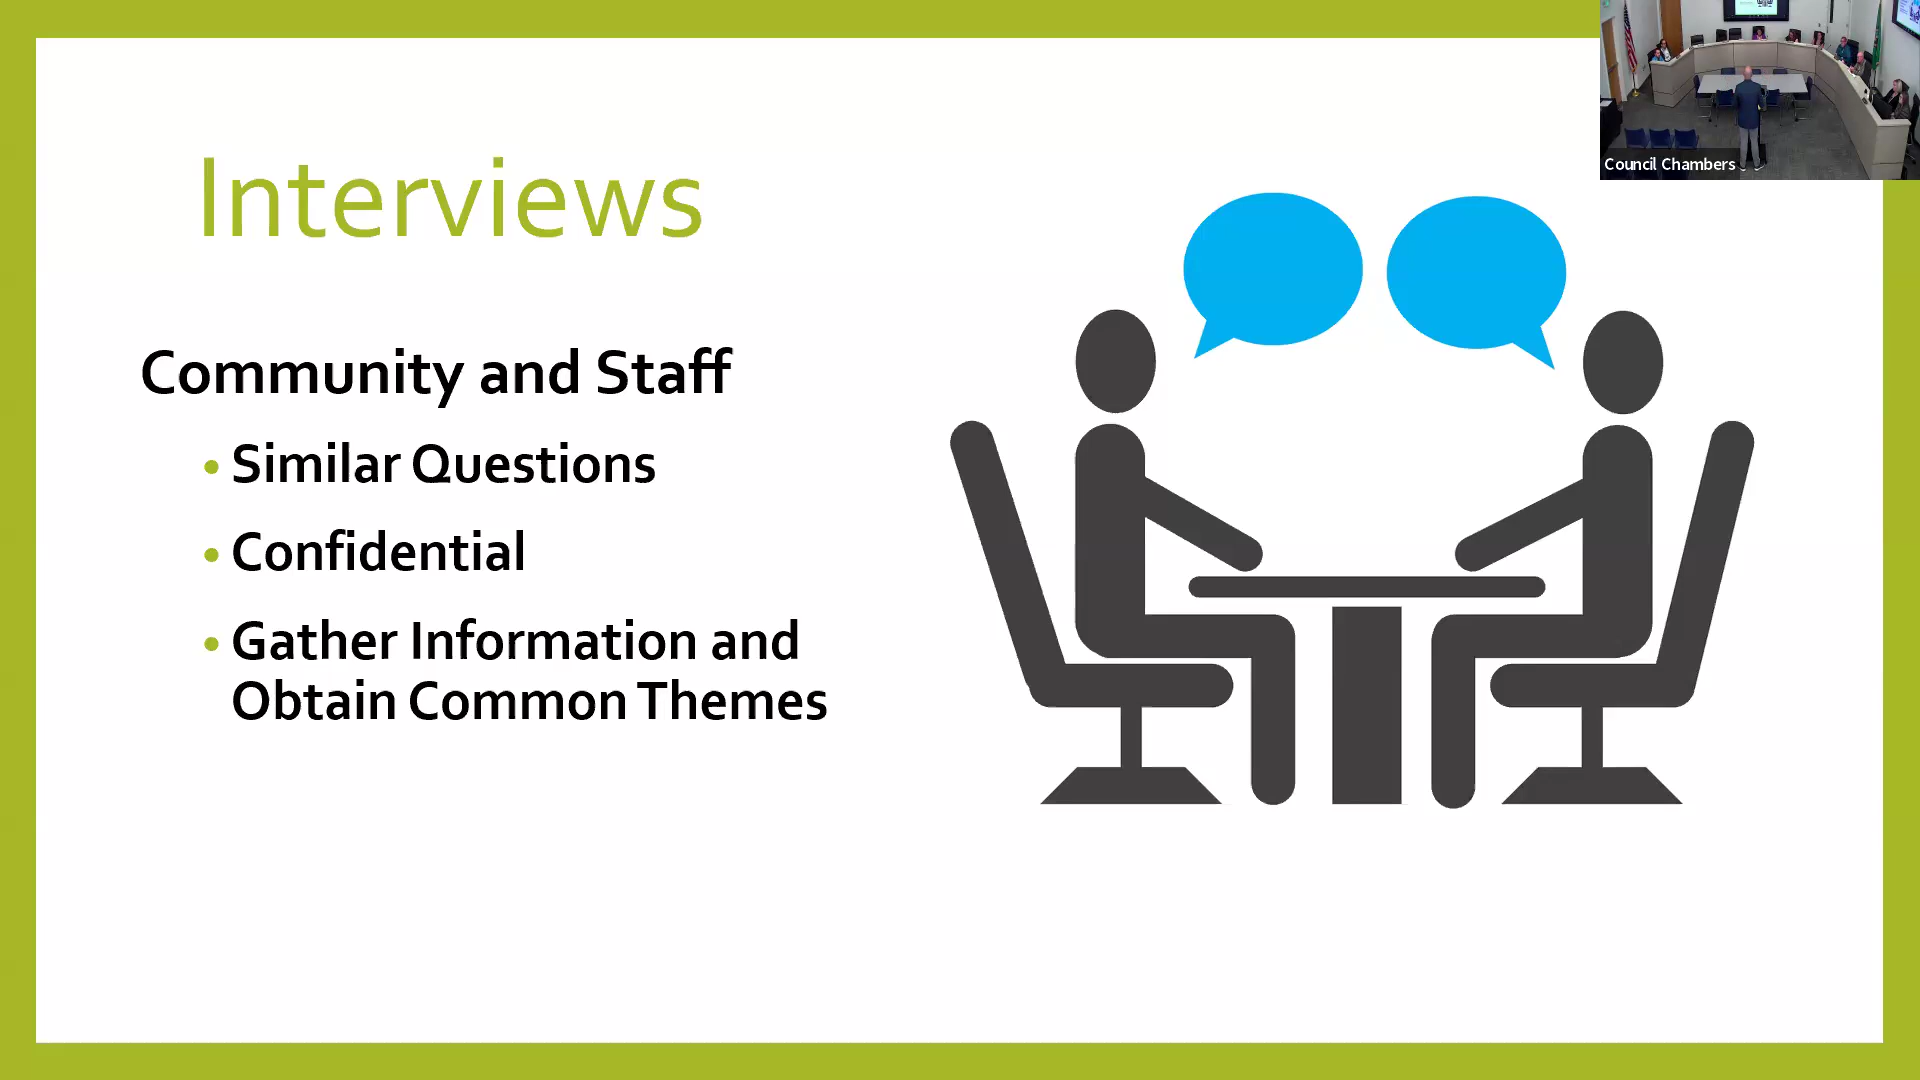 Interviews
Community and Staff
• Similar Questions
• Confidential
• Gather Information and
Obtain Common Themes
Council Chambers